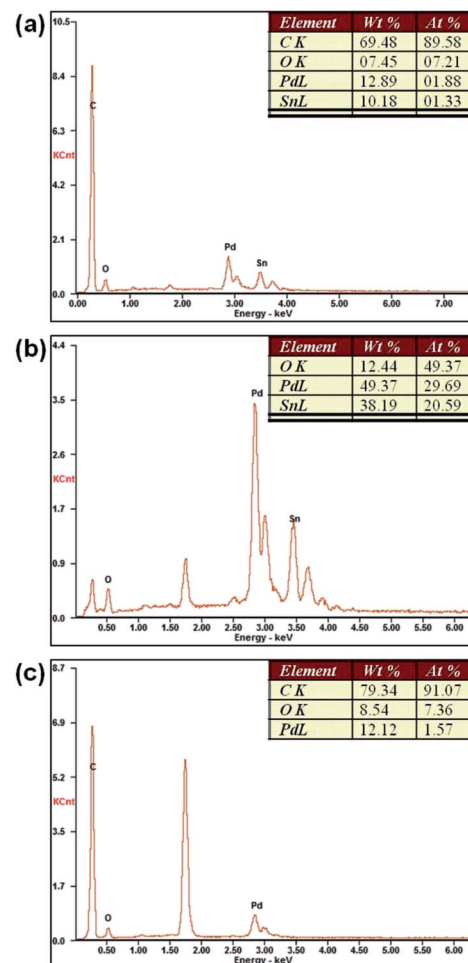 (a)
10.5
8.4
6.3
KCnt
4.2
2.1
0.0
C
O
Pd
Sn
0.00 1.00 2.00 3.00 4.00 5.00 6.00 7.00
Energy - keV
Element Wt % At %
C K 69.48 89.58
O K 07.45 07.21
PdL 12.89 01.88
SnL 10.18 01.33
(b)
4.4
3.5
2.6
KCnt
1.7
0.9
0.0
O
Pd
Sn
0.50 1.00 1.50 2.00 2.50 3.00 3.50 4.00 4.50 5.00 5.50 6.00
Energy - keV
Element Wt % At %
O K 12.44 49.37
PdL 49.37 29.69
SnL 38.19 20.59
(c)
8.7
6.9
5.2
KCnt
3.5
1.7
0.0
C
O
Pd
0.50 1.00 1.50 2.00 2.50 3.00 3.50 4.00 4.50 5.00 5.50 6.00
Energy - keV
Element Wt % At %
C K 79.34 91.07
O K 8.54 7.36
PdL 12.12 1.57